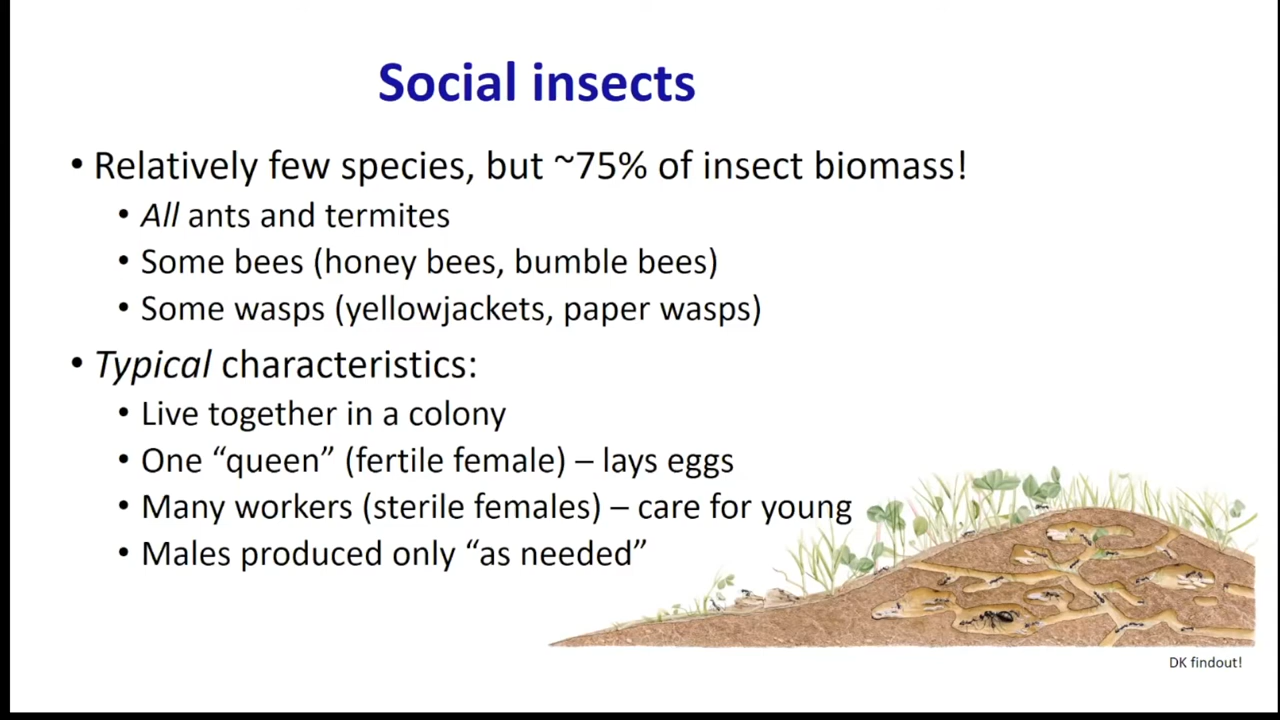 Social insects
• Relatively few species, but ~75% of insect biomass!
• All ants and termites
• Some bees (honey bees, bumble bees)
• Some wasps (yellowjackets, paper wasps)
• Typical characteristics:
• Live together in a colony
• One “queen” (fertile female) – lays eggs
• Many workers (sterile females) – care for young
• Males produced only “as needed”
DK findout!